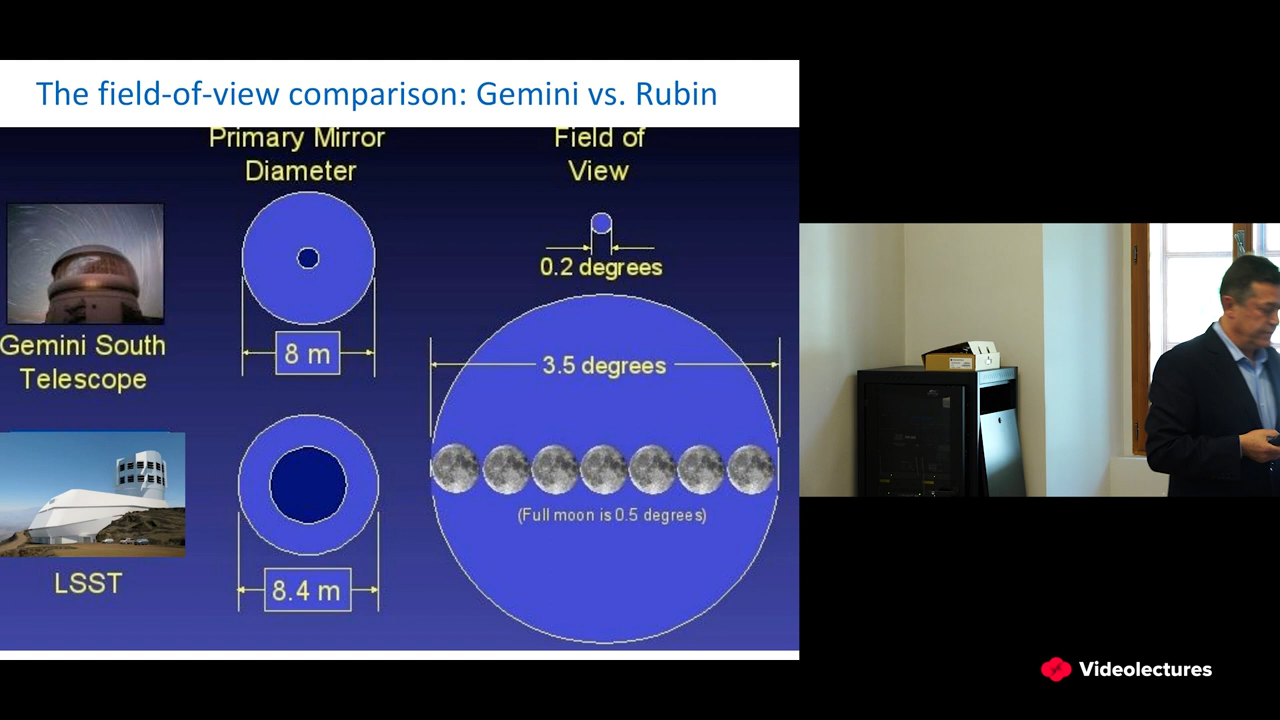 The field-of-view comparison: Gemini vs. Rubin
Primary Mirror
Diameter
Field of
View
0.2 degrees
Gemini South
Telescope
8 m
3.5 degrees
(Full moon is 0.5 degrees)
LSST
8.4 m
Videolectures